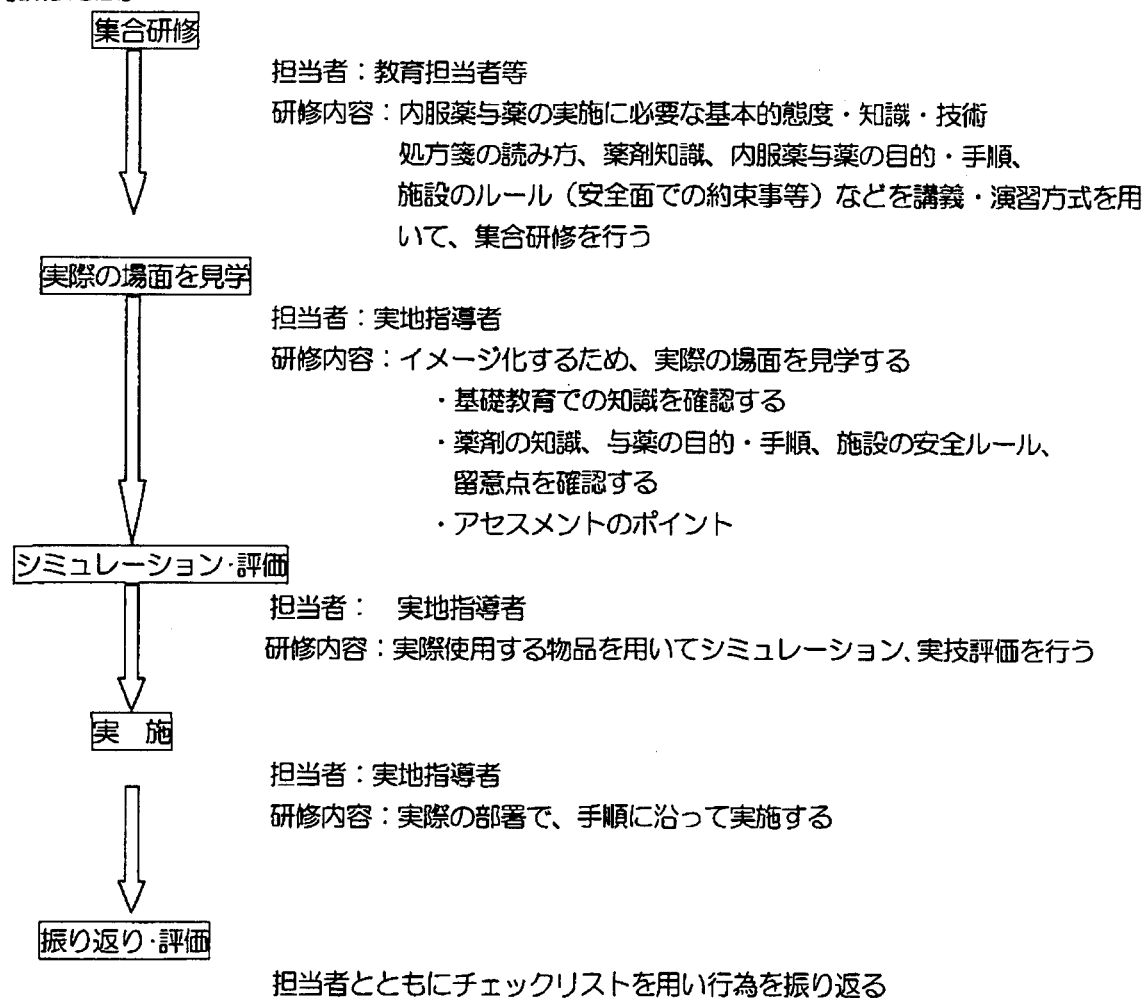 集合研修
担当者：教育担当者等
研修内容：内服薬与薬の実施に必要な基本的態度・知識・技術
処方箋の読み方、薬剤知識、内服薬与薬の目的・手順、
施設のルール（安全面での約束事等）などを講義・演習方式を用
いて、集合研修を行う
実際の場面を見学
担当者：実地指導者
研修内容：イメージ化するため、実際の場面を見学する
・基礎教育での知識を確認する
・薬剤の知識、与薬の目的・手順、施設の安全ルール、
留意点を確認する
・アセスメントのポイント
シミュレーション・評価
担当者：　実地指導者
研修内容：実際使用する物品を用いてシミュレーション、実技評価を行う
実　施
担当者：実地指導者
研修内容：実際の部署で、手順に沿って実施する
振り返り・評価
担当者とともにチェックリストを用い行為を振り返る